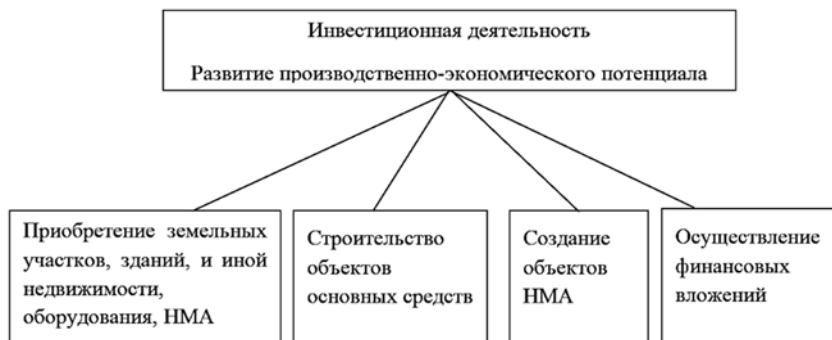 Инвестиционная деятельность
Развитие производственно-экономического потенциала
Приобретение земельных
участков, зданий, и иной
недвижимости,
оборудования, НМА
Строительство
объектов
основных средств
Создание
объектов
НМА
Осуществление
финансовых
вложений